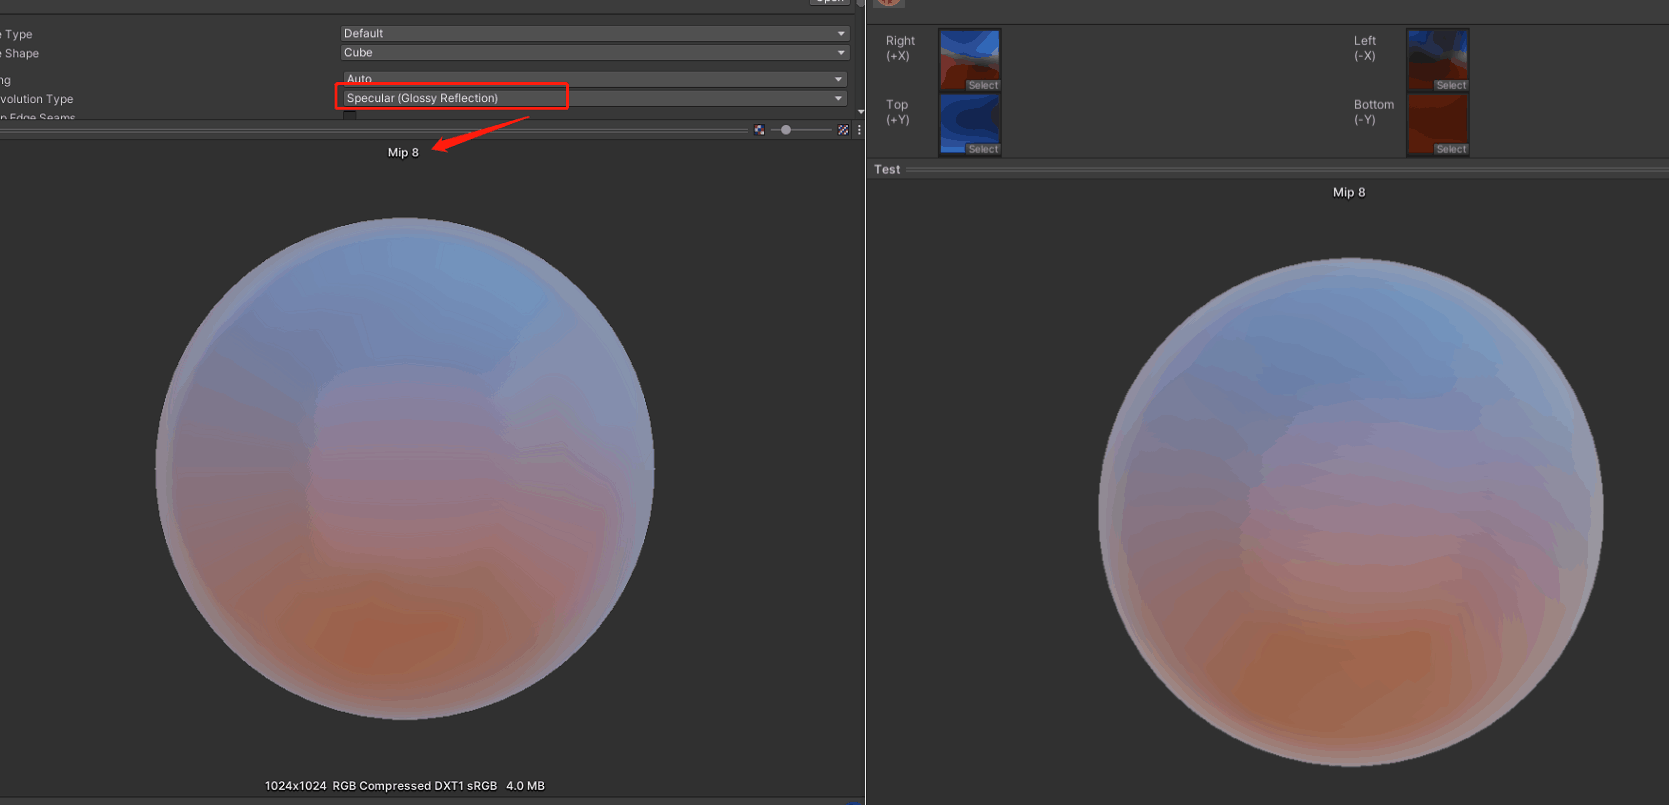 e Type
Default
e Shape
Cube
ng
Auto
volution Type
Specular (Glossy Reflection)
p Edge Seams
Mip 8
1024x1024 RGB Compressed DXT1 sRGB 4.0 MB
Open
Right
(+X)
Select
Left
(-X)
Select
Top
(+Y)
Select
Bottom
(-Y)
Select
Test
Mip 8